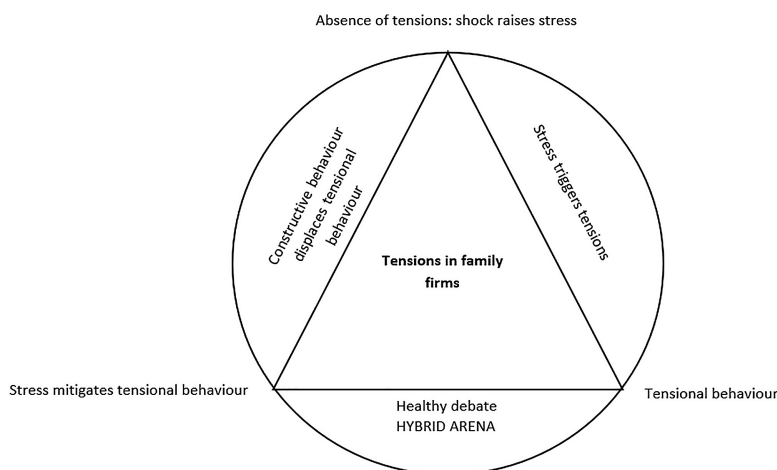 Absence of tensions: shock raises stress
Constructive behaviour
displaces tensional
behaviour
Stress triggers tensions
Tensions in family
firms
Stress mitigates tensional behaviour
Tensional behaviour
Healthy debate
HYBRID ARENA